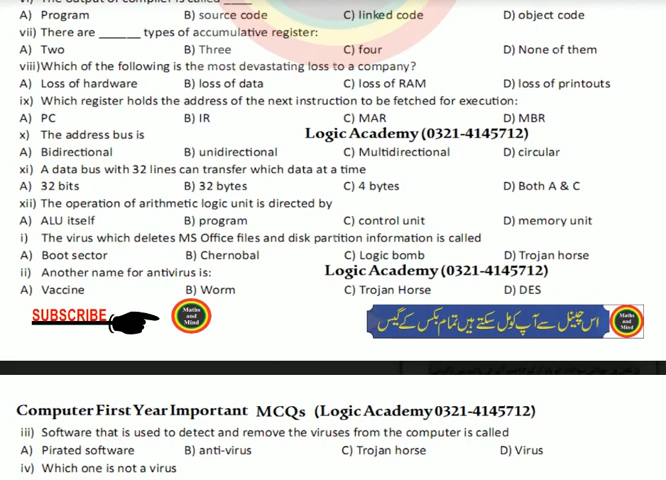 vi) The output of compiler is called ____
A) Program B) source code C) linked code D) object code
vii) There are ______ types of accumulative register:
A) Two B) Three C) four D) None of them
viii)Which of the following is the most devastating loss to a company?
A) Loss of hardware B) loss of data C) loss of RAM D) loss of printouts
ix) Which register holds the address of the next instruction to be fetched for execution:
A) PC B) IR C) MAR D) MBR
x) The address bus is Logic Academy (0321-4145712)
A) Bidirectional B) unidirectional C) Multidirectional D) circular
xi) A data bus with 32 lines can transfer which data at a time
A) 32 bits B) 32 bytes C) 4 bytes D) Both A & C
xii) The operation of arithmetic logic unit is directed by
A) ALU itself B) program C) control unit D) memory unit
i) The virus which deletes MS Office files and disk partition information is called
A) Boot sector B) Chernobal C) Logic bomb D) Trojan horse
ii) Another name for antivirus is: Logic Academy (0321-4145712)
A) Vaccine B) Worm C) Trojan Horse D) DES
SUBSCRIBE Maths and Mind اس چینل سے آپ کو مل سکتے ہیں تمام بکس کے گیس Maths and Mind
Computer First Year Important MCQs (Logic Academy 0321-4145712)
iii) Software that is used to detect and remove the viruses from the computer is called
A) Pirated software B) anti-virus C) Trojan horse D) Virus
iv) Which one is not a virus